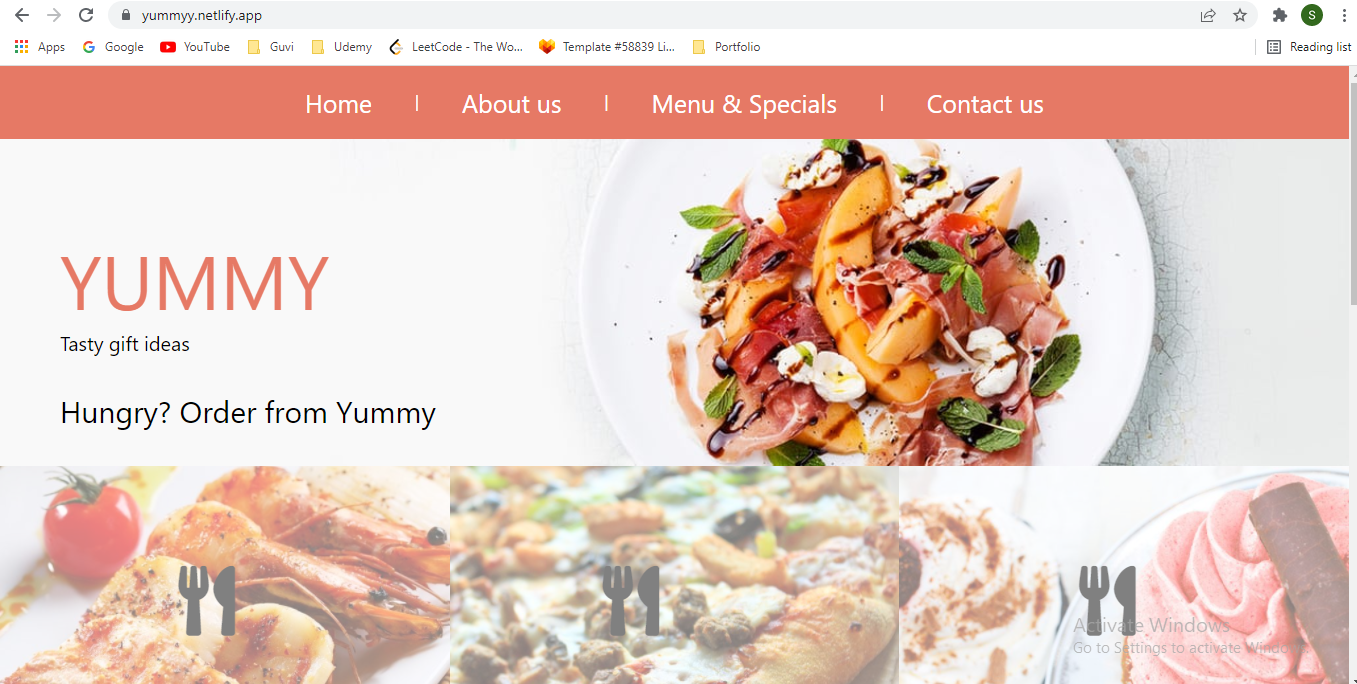 yummyy.netlify.app
S
Apps Google YouTube Guvi Udemy LeetCode - The Wo... Template #58839 Li... Portfolio Reading list
Home | About us | Menu & Specials | Contact us
YUMMY
Tasty gift ideas
Hungry? Order from Yummy
Activate Windows
Go to Settings to activate Windows.